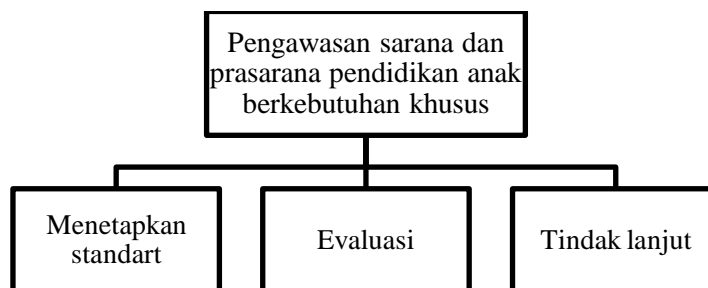 Pengawasan sarana dan
prasarana pendidikan anak
berkebutuhan khusus
Menetapkan
standart
Evaluasi
Tindak lanjut